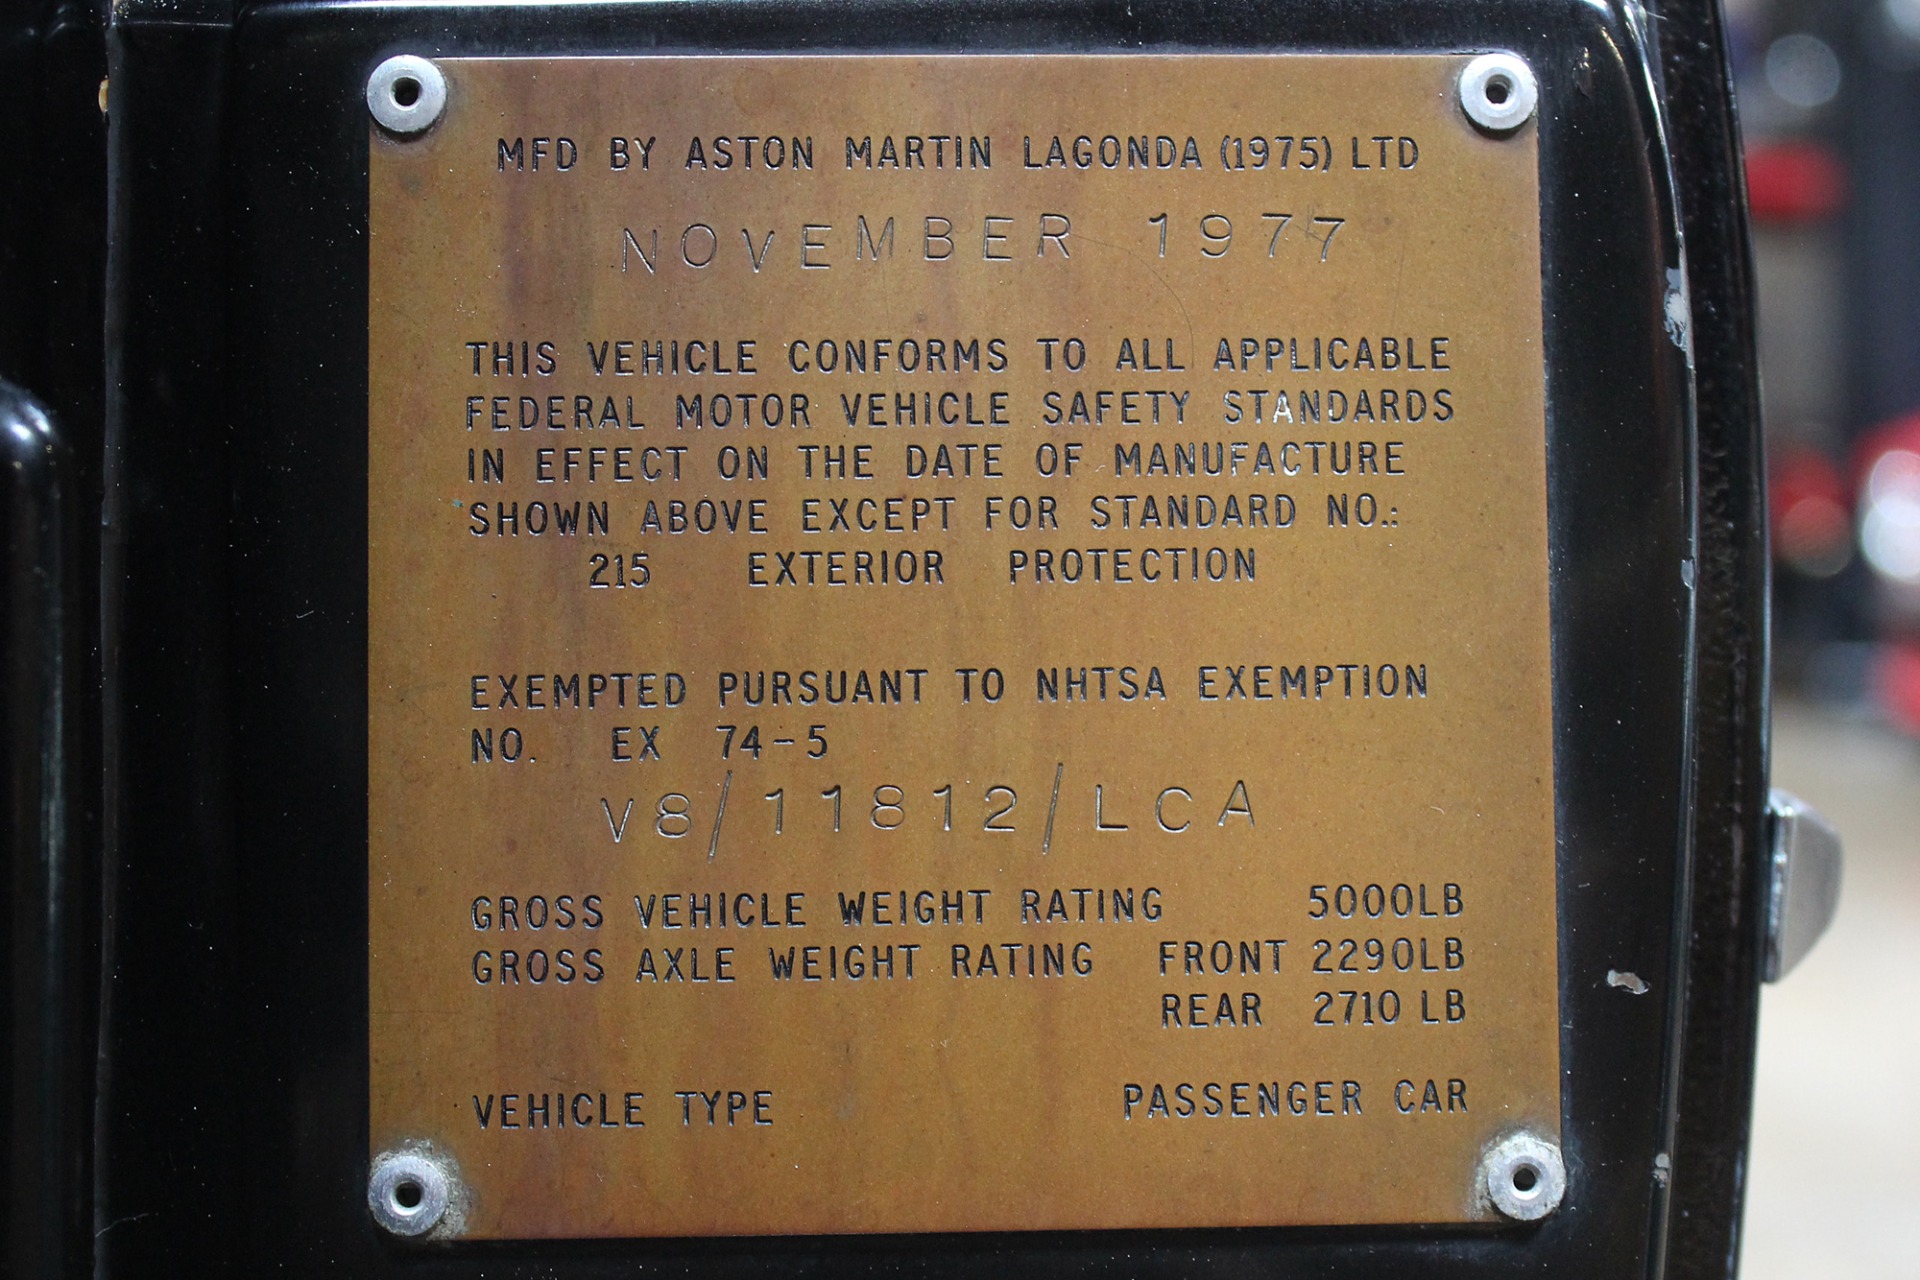 MFD BY ASTON MARTIN LAGONDA (1975) LTD
NOVEMBER 1977
THIS VEHICLE CONFORMS TO ALL APPLICABLE
FEDERAL MOTOR VEHICLE SAFETY STANDARDS
IN EFFECT ON THE DATE OF MANUFACTURE
SHOWN ABOVE EXCEPT FOR STANDARD NO.:
215 EXTERIOR PROTECTION
EXEMPTED PURSUANT TO NHTSA EXEMPTION
NO. EX 74-5
V8/11812/LCA
GROSS VEHICLE WEIGHT RATING 5000LB
GROSS AXLE WEIGHT RATING FRONT 2290LB
REAR 2710 LB
VEHICLE TYPE PASSENGER CAR